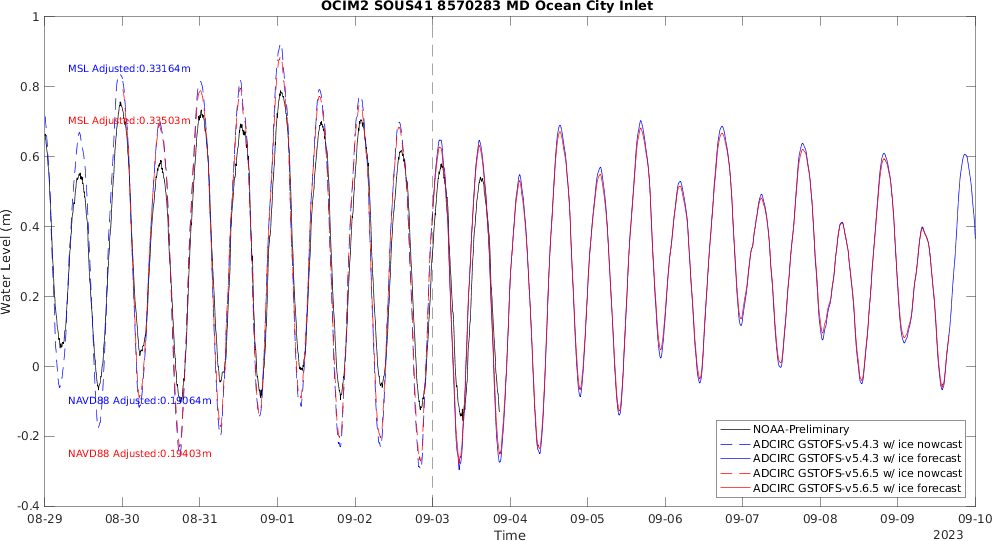 OCIM2 SOUS41 8570283 MD Ocean City Inlet
1
0.8
0.6
0.4
0.2
0
-0.2
-0.4
Water Level (m)
MSL Adjusted:0.33164m
MSL Adjusted:0.33503m
NAVD88 Adjusted:0.19064m
NAVD88 Adjusted:0.19403m
NOAA-Preliminary
ADCIRC GSTOFS-v5.4.3 w/ ice nowcast
ADCIRC GSTOFS-v5.4.3 w/ ice forecast
ADCIRC GSTOFS-v5.6.5 w/ ice nowcast
ADCIRC GSTOFS-v5.6.5 w/ ice forecast
08-29 08-30 08-31 09-01 09-02 09-03 09-04 09-05 09-06 09-07 09-08 09-09 09-10
Time
2023